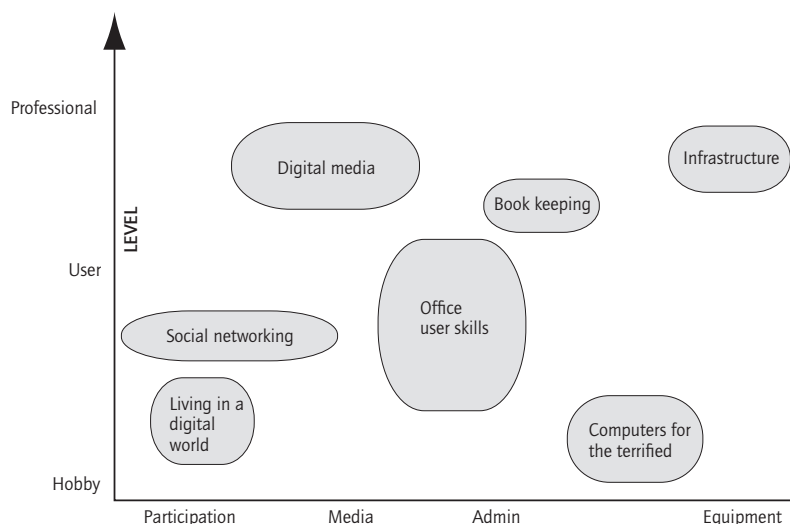 Professional
Digital media
Infrastructure
Book keeping
LEVEL
User
Office
user skills
Social networking
Living in a
digital
world
Computers for
the terrified
Hobby
Participation
Media
Admin
Equipment